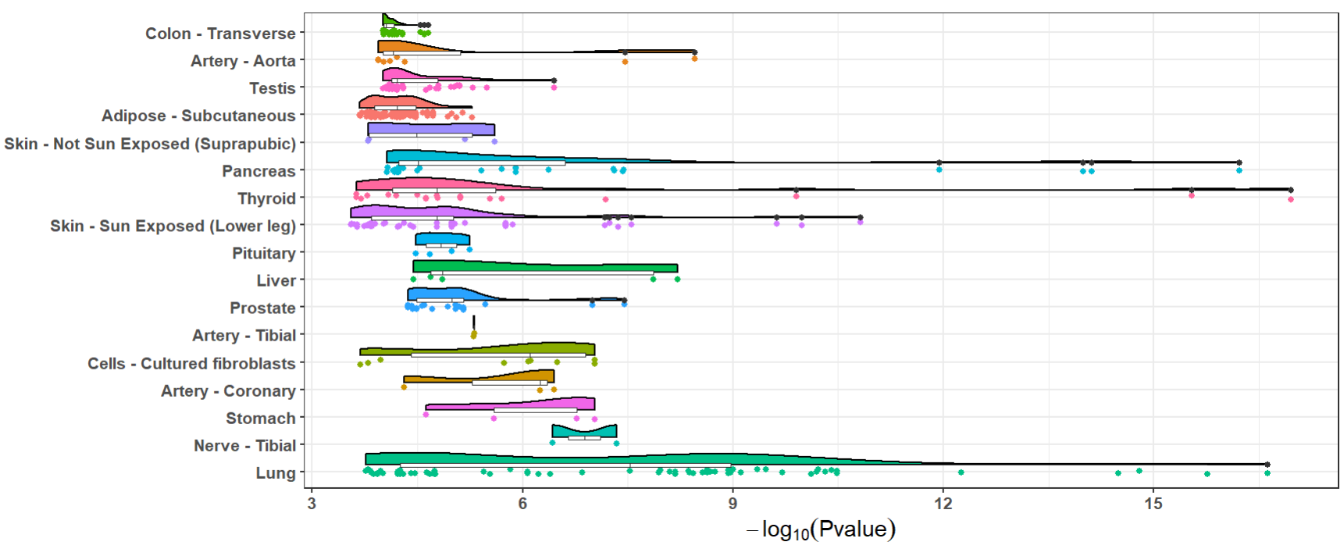 Colon - Transverse
Artery - Aorta
Testis
Adipose - Subcutaneous
Skin - Not Sun Exposed (Suprapubic)
Pancreas
Thyroid
Skin - Sun Exposed (Lower leg)
Pituitary
Liver
Prostate
Artery - Tibial
Cells - Cultured fibroblasts
Artery - Coronary
Stomach
Nerve - Tibial
Lung
3 6 9 12 15
−log₁₀(Pvalue)